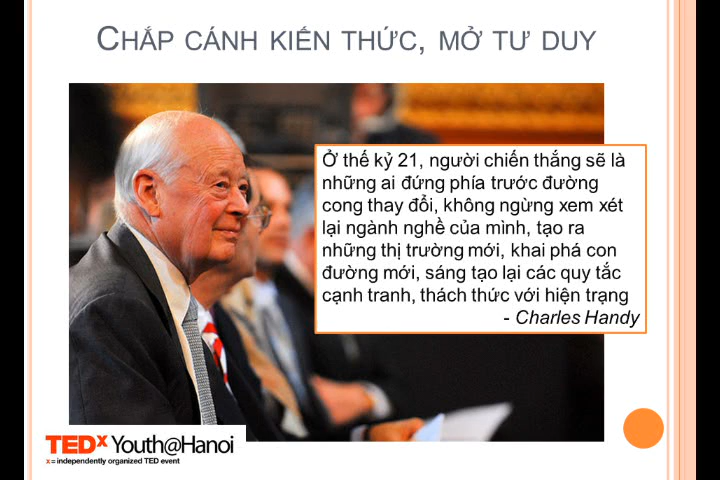 CHẮP CÁNH KIẾN THỨC, MỞ TƯ DUY
Ở thế kỷ 21, người chiến thắng sẽ là
những ai đứng phía trước đường
cong thay đổi, không ngừng xem xét
lại ngành nghề của mình, tạo ra
những thị trường mới, khai phá con
đường mới, sáng tạo lại các quy tắc
cạnh tranh, thách thức với hiện trạng
- Charles Handy
TEDx Youth@Hanoi
x = independently organized TED event